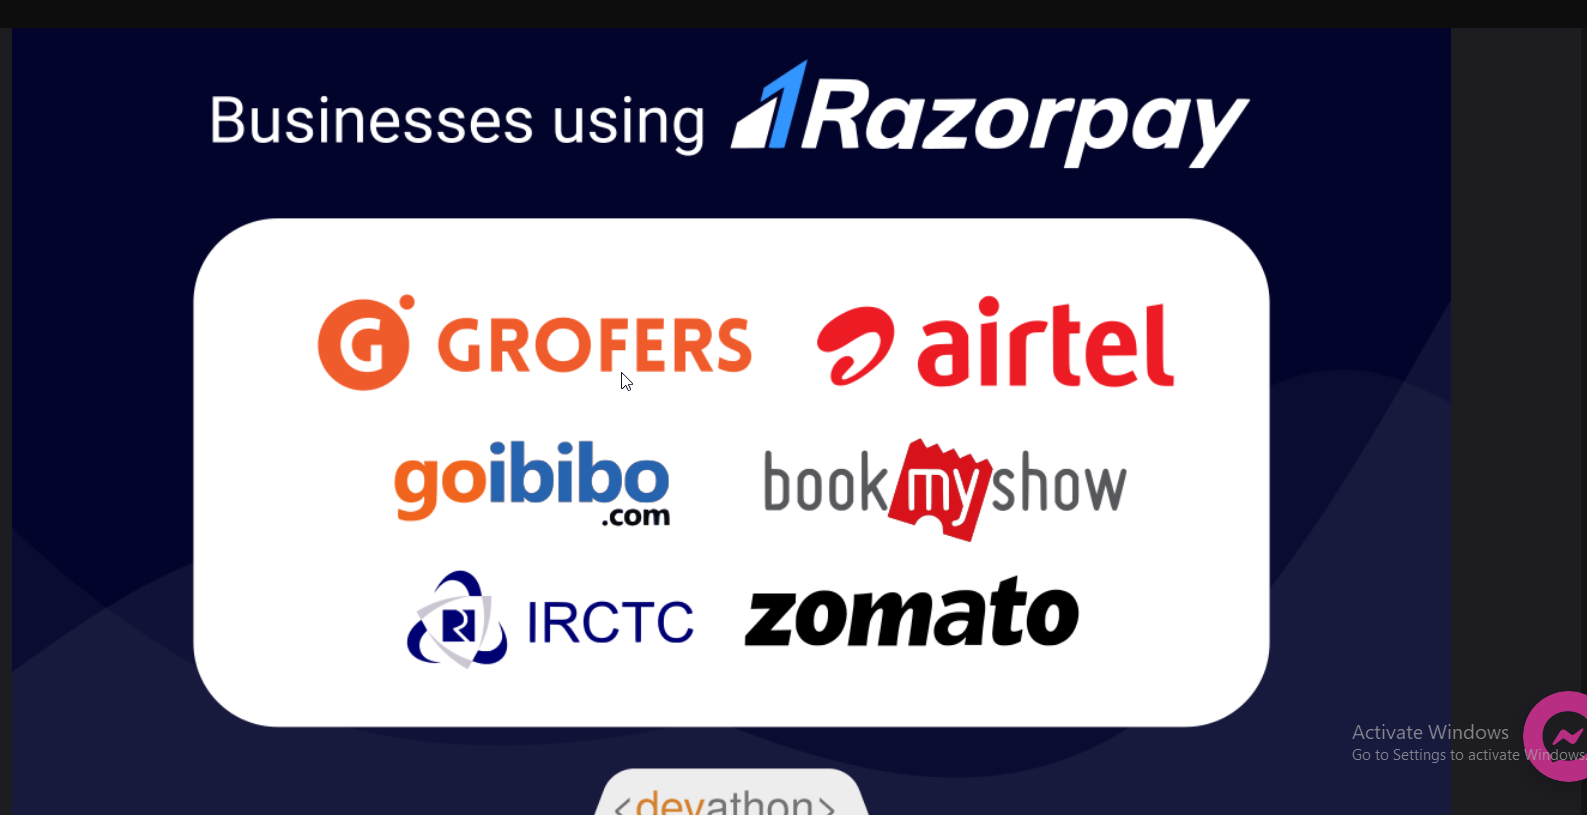 Businesses using Razorpay
G GROFERS airtel
goibibo
.com
bookmyshow
IRCTC zomato
Activate Windows
Go to Settings to activate Windows.
<devathon>